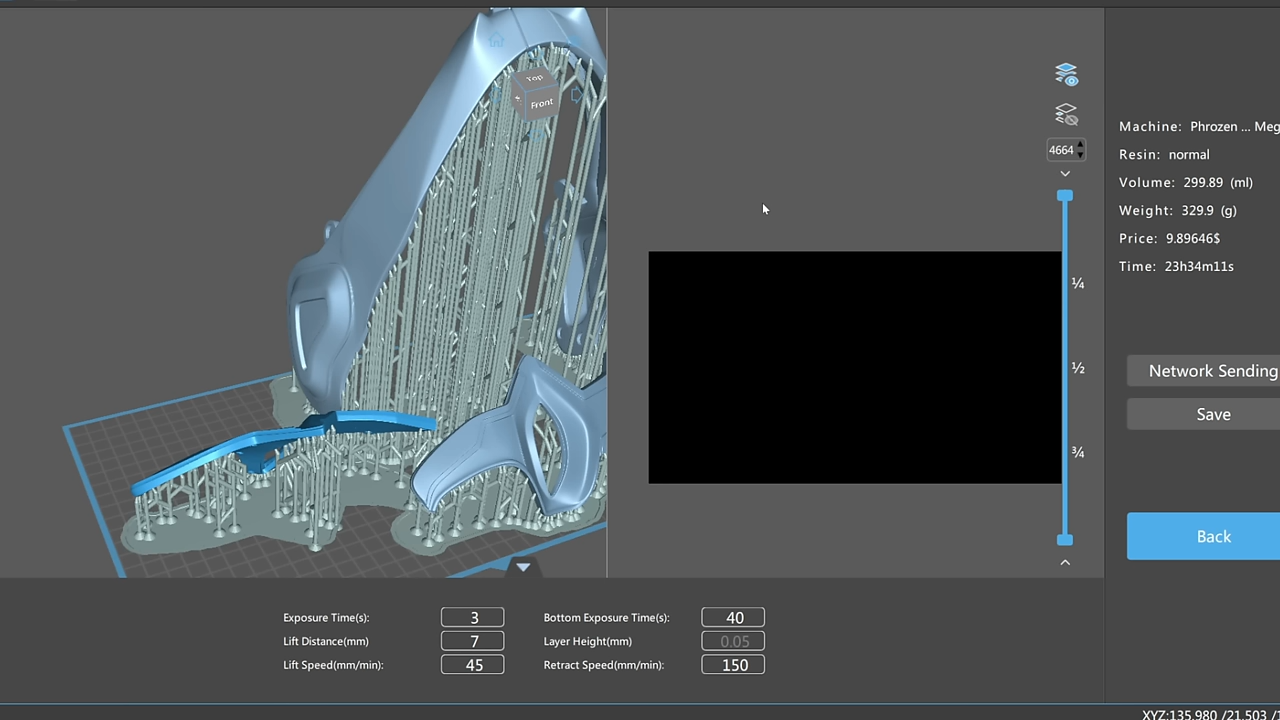 Top
Front
4664
¼
½
¾
Machine: Phrozen ... Meg
Resin: normal
Volume: 299.89 (ml)
Weight: 329.9 (g)
Price: 9.89646$
Time: 23h34m11s
Network Sending
Save
Back
Exposure Time(s): 3 Bottom Exposure Time(s): 40
Lift Distance(mm) 7 Layer Height(mm) 0.05
Lift Speed(mm/min): 45 Retract Speed(mm/min): 150
XYZ:135.980 /21.503 /